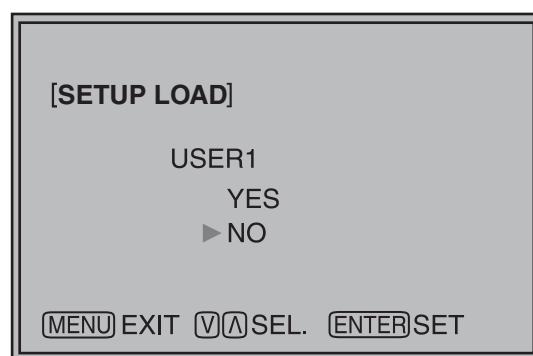 [SETUP LOAD]
USER1
YES
▶ NO
MENU EXIT V Λ SEL. ENTER SET